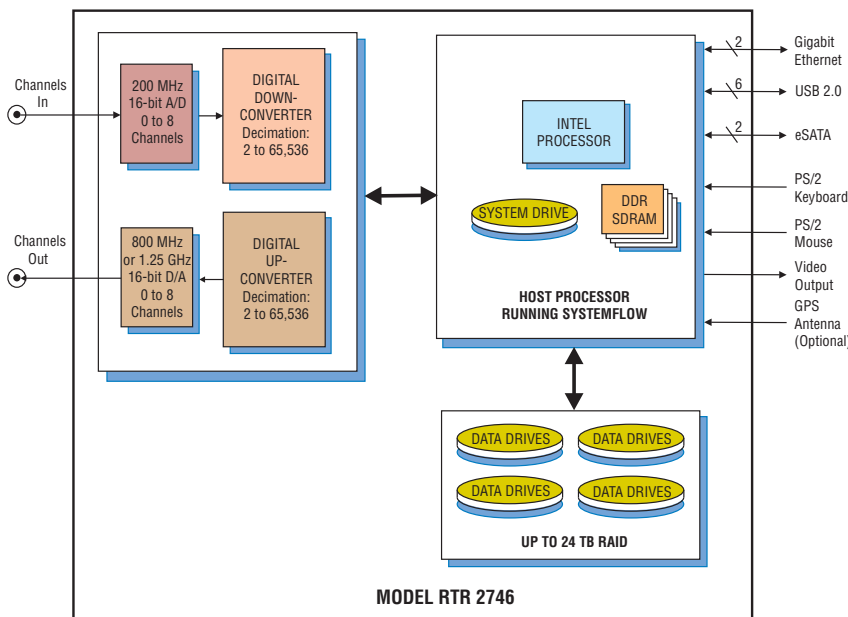 Channels
In
200 MHz
16-bit A/D
0 to 8
Channels
DIGITAL
DOWN-
CONVERTER
Decimation:
2 to 65,536
Channels
Out
800 MHz
or 1.25 GHz
16-bit D/A
0 to 8
Channels
DIGITAL
UP-
CONVERTER
Decimation:
2 to 65,536
INTEL
PROCESSOR
SYSTEM DRIVE
DDR
SDRAM
HOST PROCESSOR
RUNNING SYSTEMFLOW
2
Gigabit
Ethernet
6
USB 2.0
2
eSATA
PS/2
Keyboard
PS/2
Mouse
Video
Output
GPS
Antenna
(Optional)
DATA DRIVES
DATA DRIVES
DATA DRIVES
DATA DRIVES
UP TO 24 TB RAID
MODEL RTR 2746